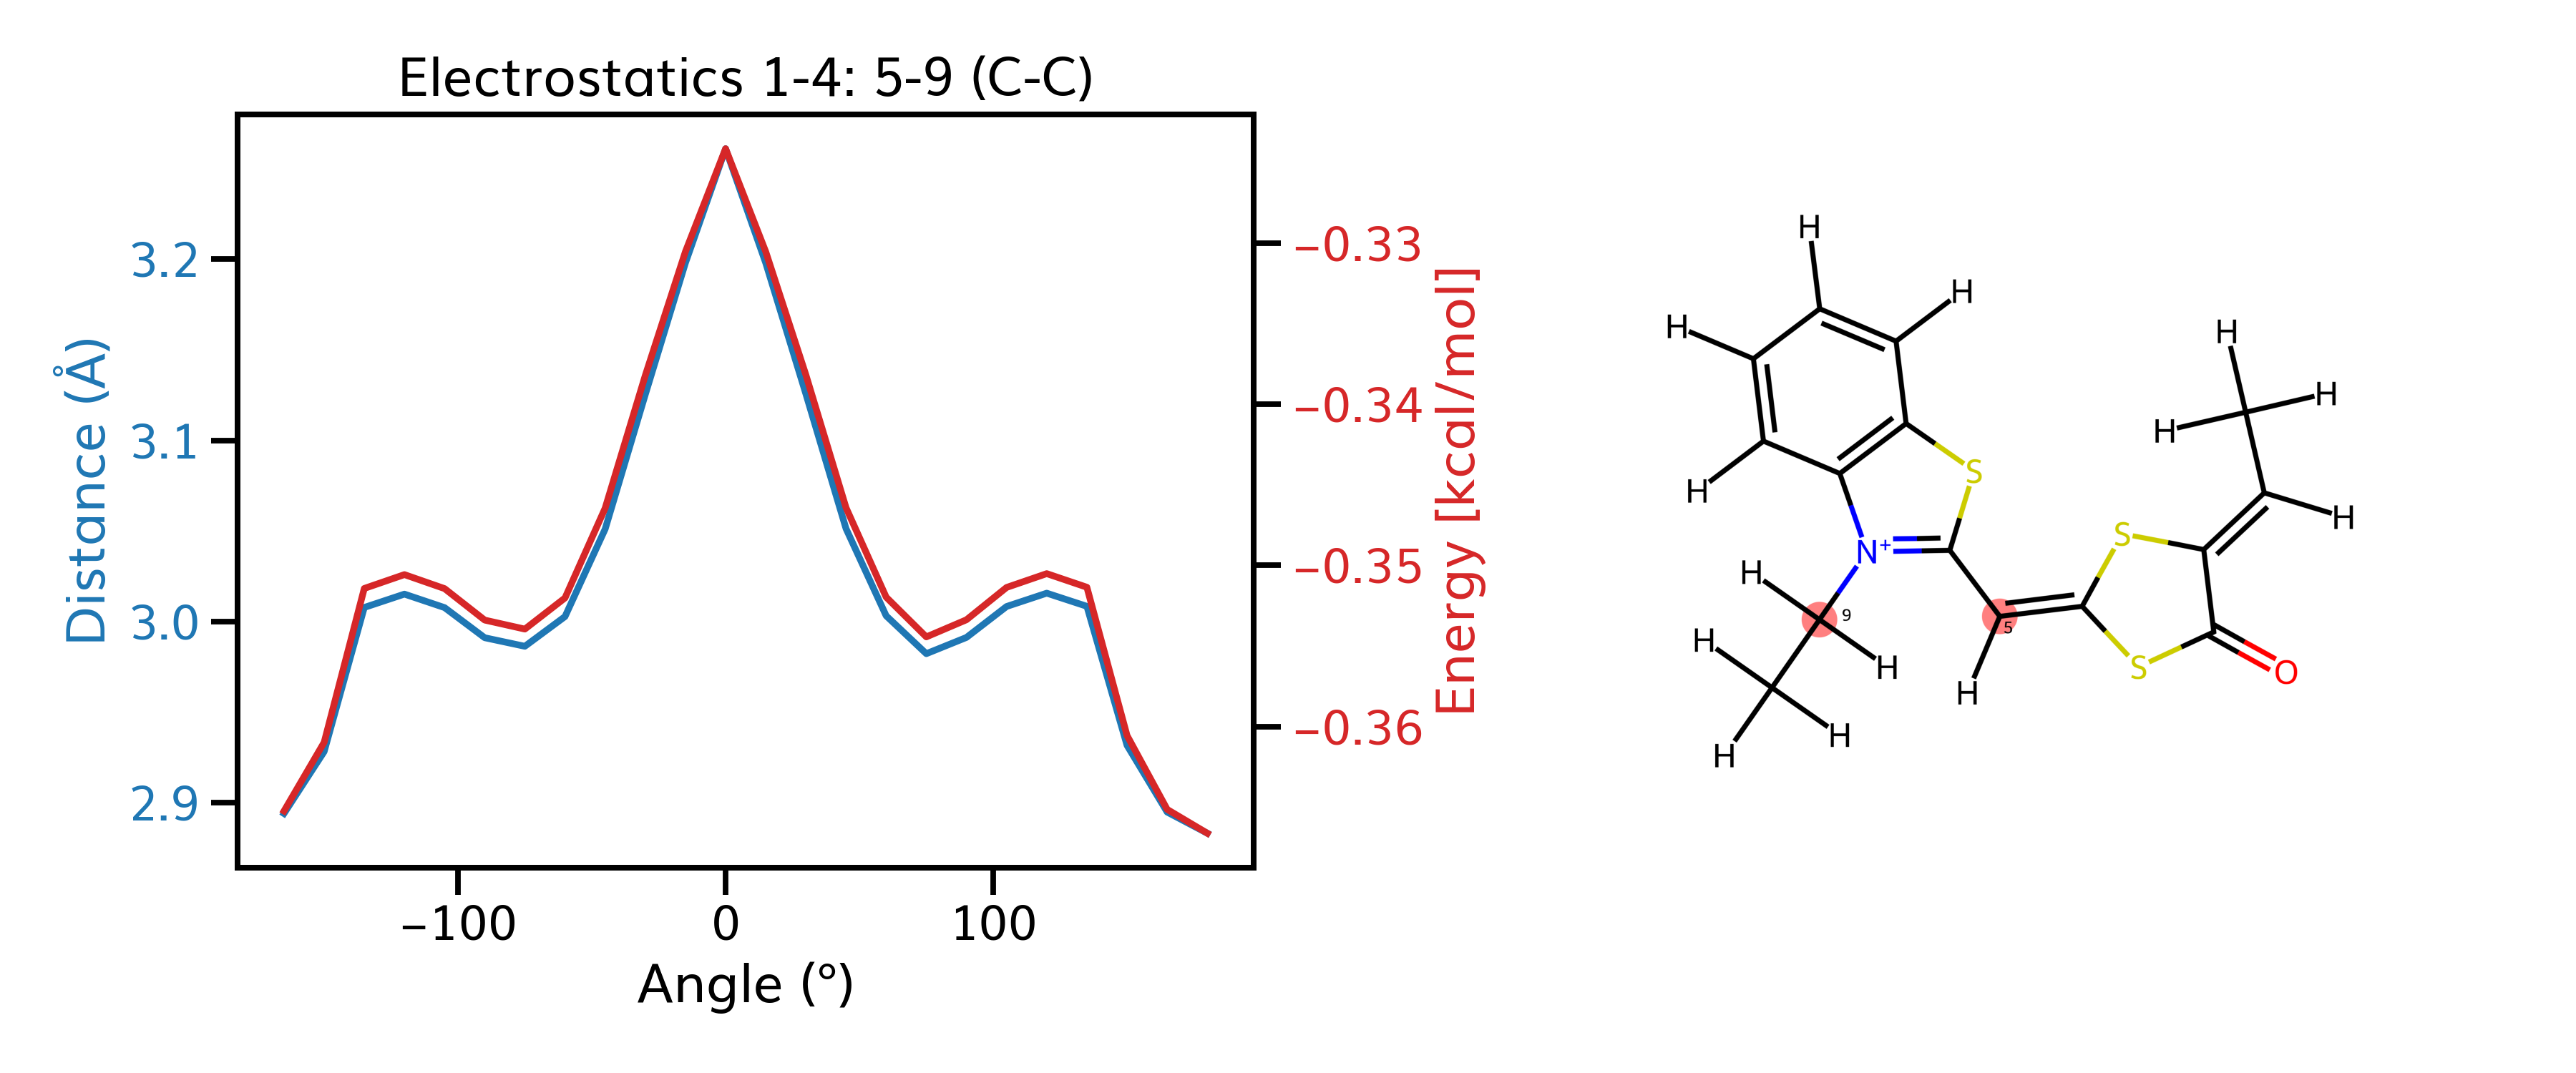 Electrostatics 1-4: 5-9 (C-C)
Distance (Å)
3.2
3.1
3.0
2.9
−100
0
100
Angle (°)
−0.33
−0.34
−0.35
−0.36
Energy [kcal/mol]
H
H
H
H
H
H
S
H
H
S
N+
H
9
5
H
H
H
S
O
H
H
H